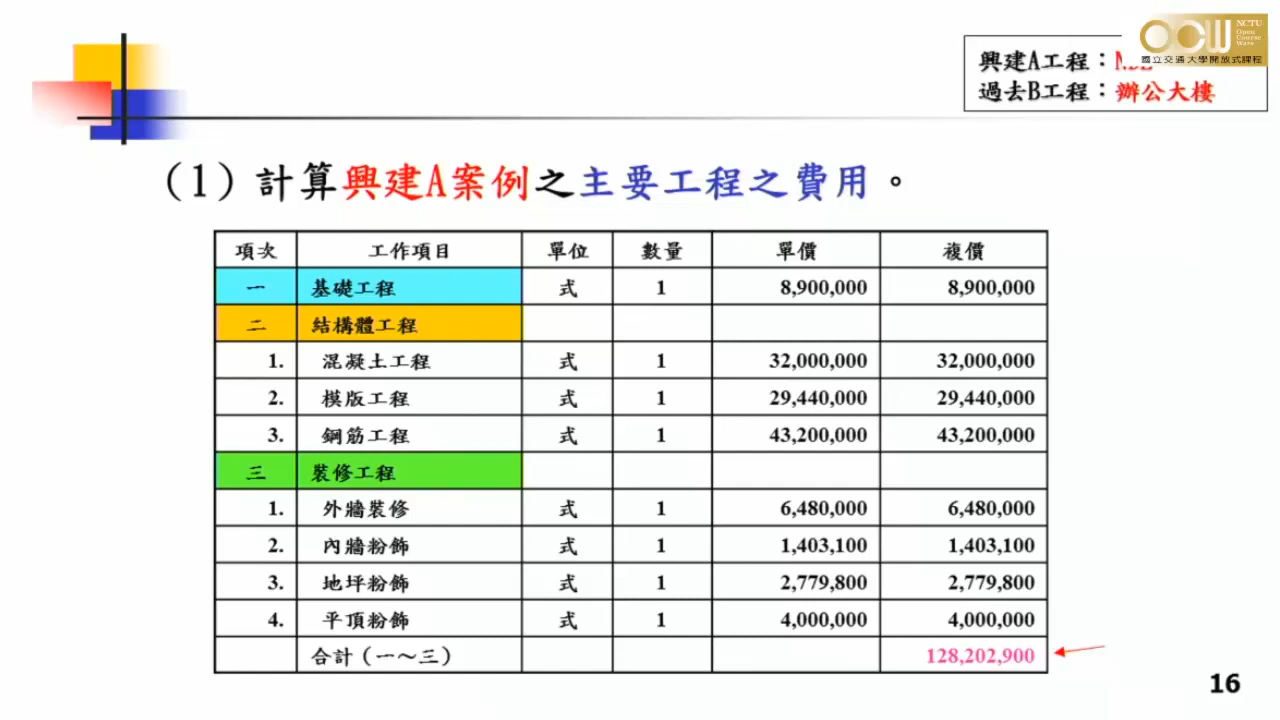 NCTU
Open
Course
Ware
國立交通大學開放式課程
興建A工程：
過去B工程：辦公大樓
(1) 計算興建A案例之主要工程之費用。
項次 工作項目 單位 數量 單價 複價
一 基礎工程 式 1 8,900,000 8,900,000
二 結構體工程
1. 混凝土工程 式 1 32,000,000 32,000,000
2. 模版工程 式 1 29,440,000 29,440,000
3. 鋼筋工程 式 1 43,200,000 43,200,000
三 裝修工程
1. 外牆裝修 式 1 6,480,000 6,480,000
2. 內牆粉飾 式 1 1,403,100 1,403,100
3. 地坪粉飾 式 1 2,779,800 2,779,800
4. 平頂粉飾 式 1 4,000,000 4,000,000
合計（一～三） 128,202,900
16